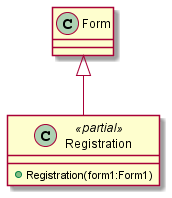 C Form
«partial»
C Registration
Registration(form1:Form1)